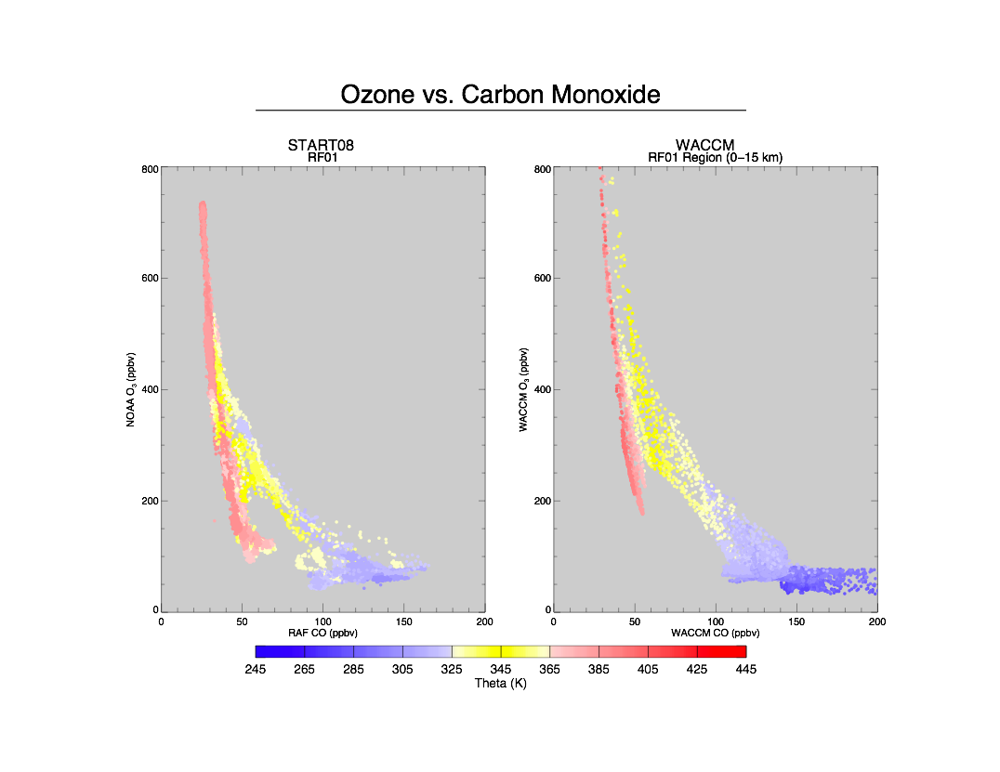 Ozone vs. Carbon Monoxide
START08
RF01
800
600
400
200
0
NOAA O3 (ppbv)
0 50 100 150 200
RAF CO (ppbv)
WACCM
RF01 Region (0−15 km)
800
600
400
200
0
WACCM O3 (ppbv)
0 50 100 150 200
WACCM CO (ppbv)
245 265 285 305 325 345 365 385 405 425 445
Theta (K)